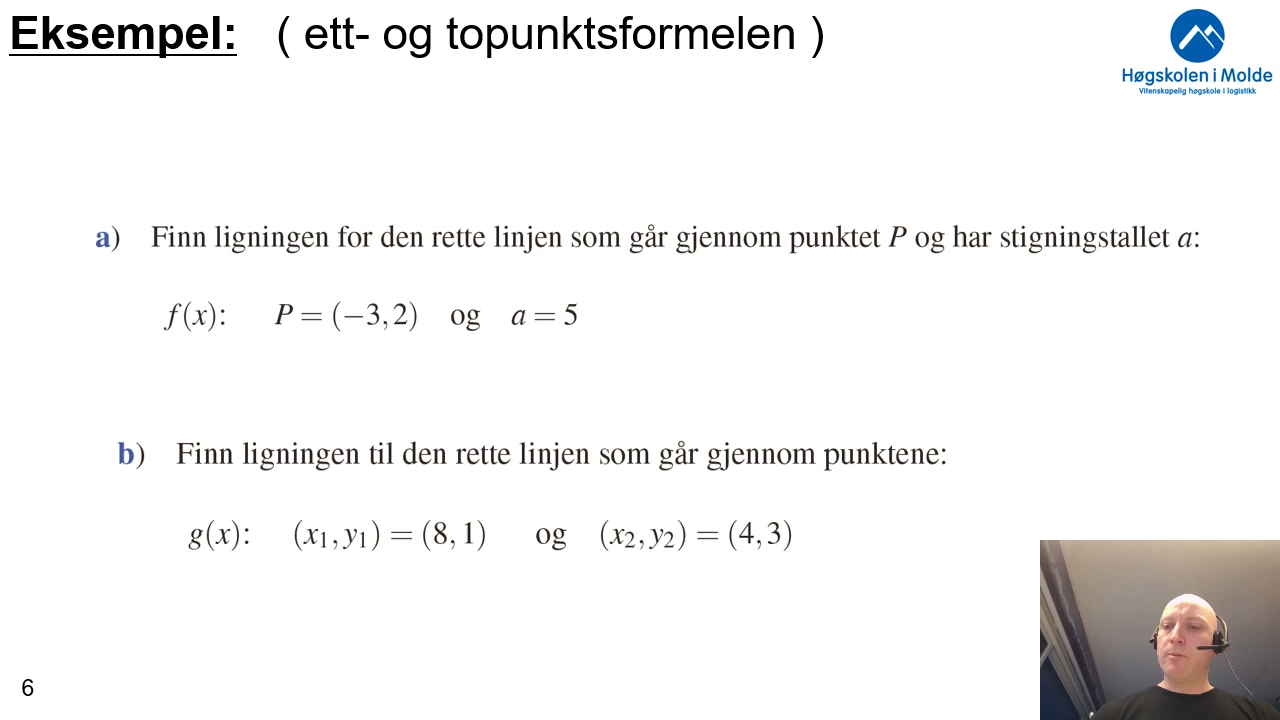 Eksempel: ( ett- og topunktsformelen )
Høgskolen i Molde
Vitenskapelig høgskole i logistikk
a) Finn ligningen for den rette linjen som går gjennom punktet P og har stigningstallet a:
f(x): P = (−3,2) og a = 5
b) Finn ligningen til den rette linjen som går gjennom punktene:
g(x): (x₁,y₁) = (8,1) og (x₂,y₂) = (4,3)
6